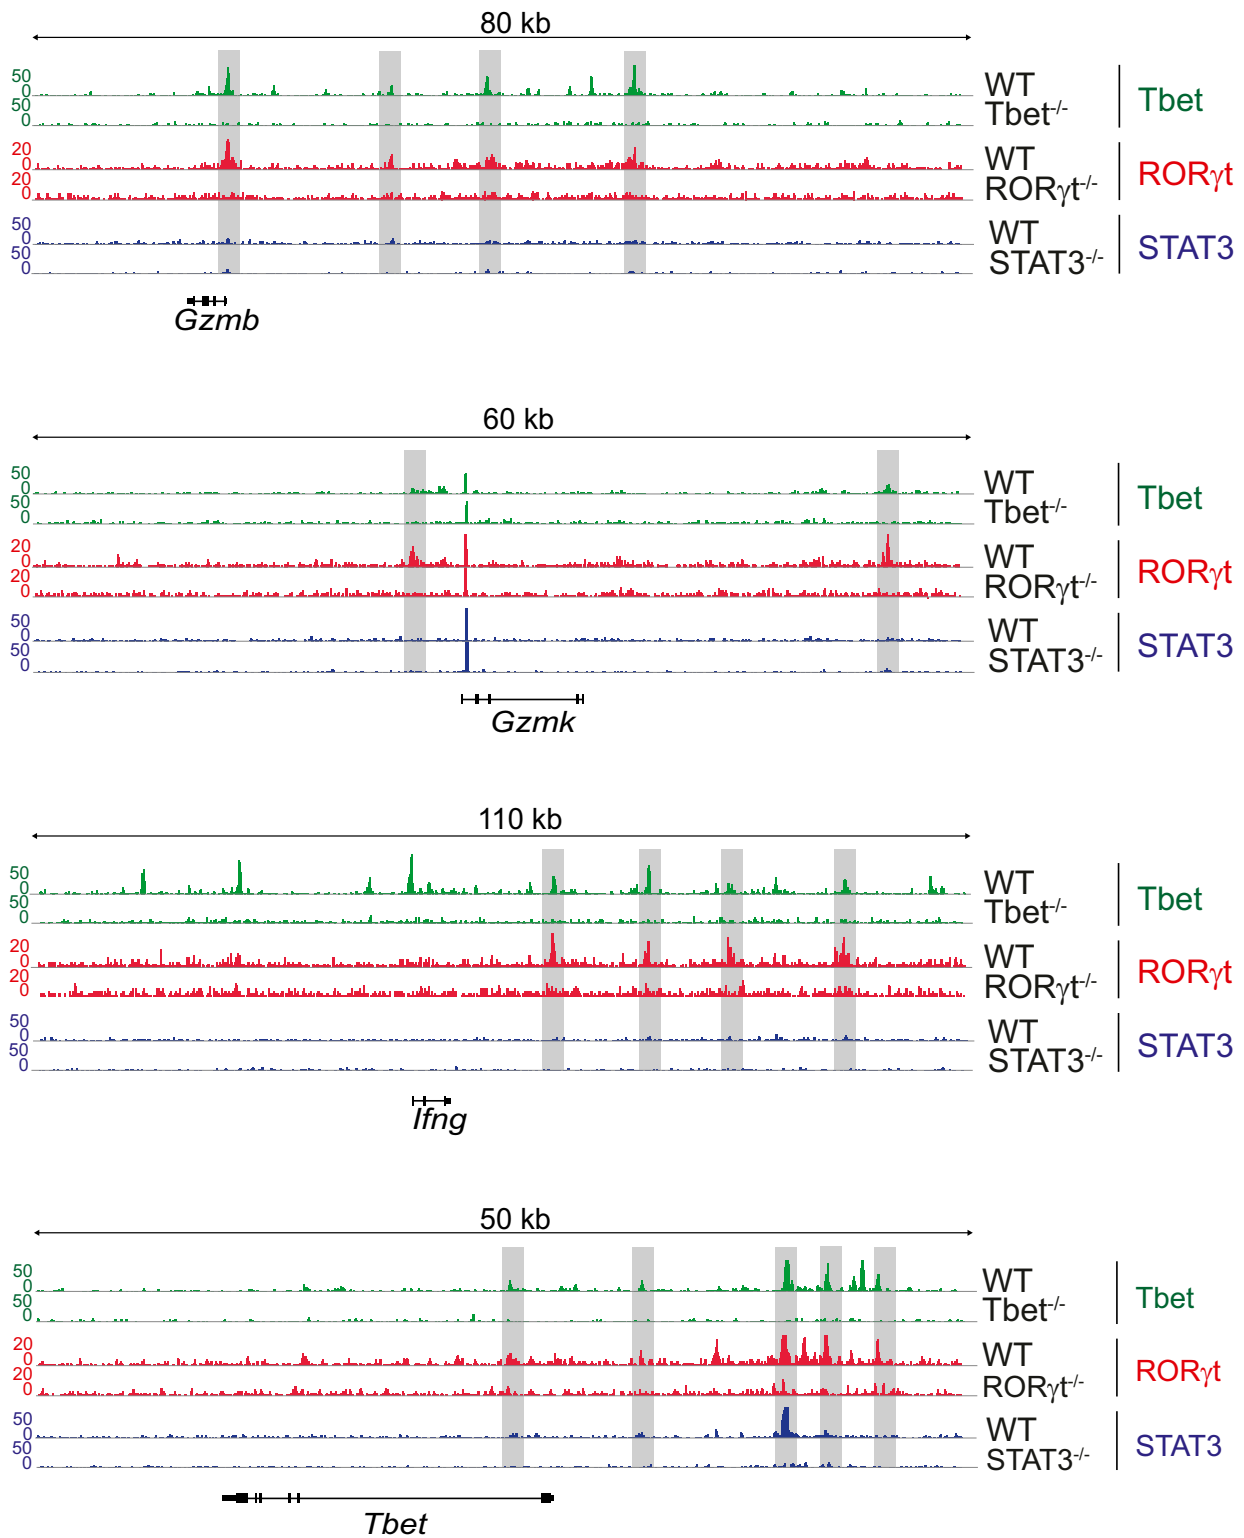 80 kb
50
0
WT
50
0
Tbet-/-
Tbet
20
0
WT
20
0
RORγt-/-
RORγt
50
0
WT
50
0
STAT3-/-
STAT3
Gzmb
60 kb
50
0
WT
50
0
Tbet-/-
Tbet
20
0
WT
20
0
RORγt-/-
RORγt
50
0
WT
50
0
STAT3-/-
STAT3
Gzmk
110 kb
50
0
WT
50
0
Tbet-/-
Tbet
20
0
WT
20
0
RORγt-/-
RORγt
50
0
WT
50
0
STAT3-/-
STAT3
Ifng
50 kb
50
0
WT
50
0
Tbet-/-
Tbet
20
0
WT
20
0
RORγt-/-
RORγt
50
0
WT
50
0
STAT3-/-
STAT3
Tbet